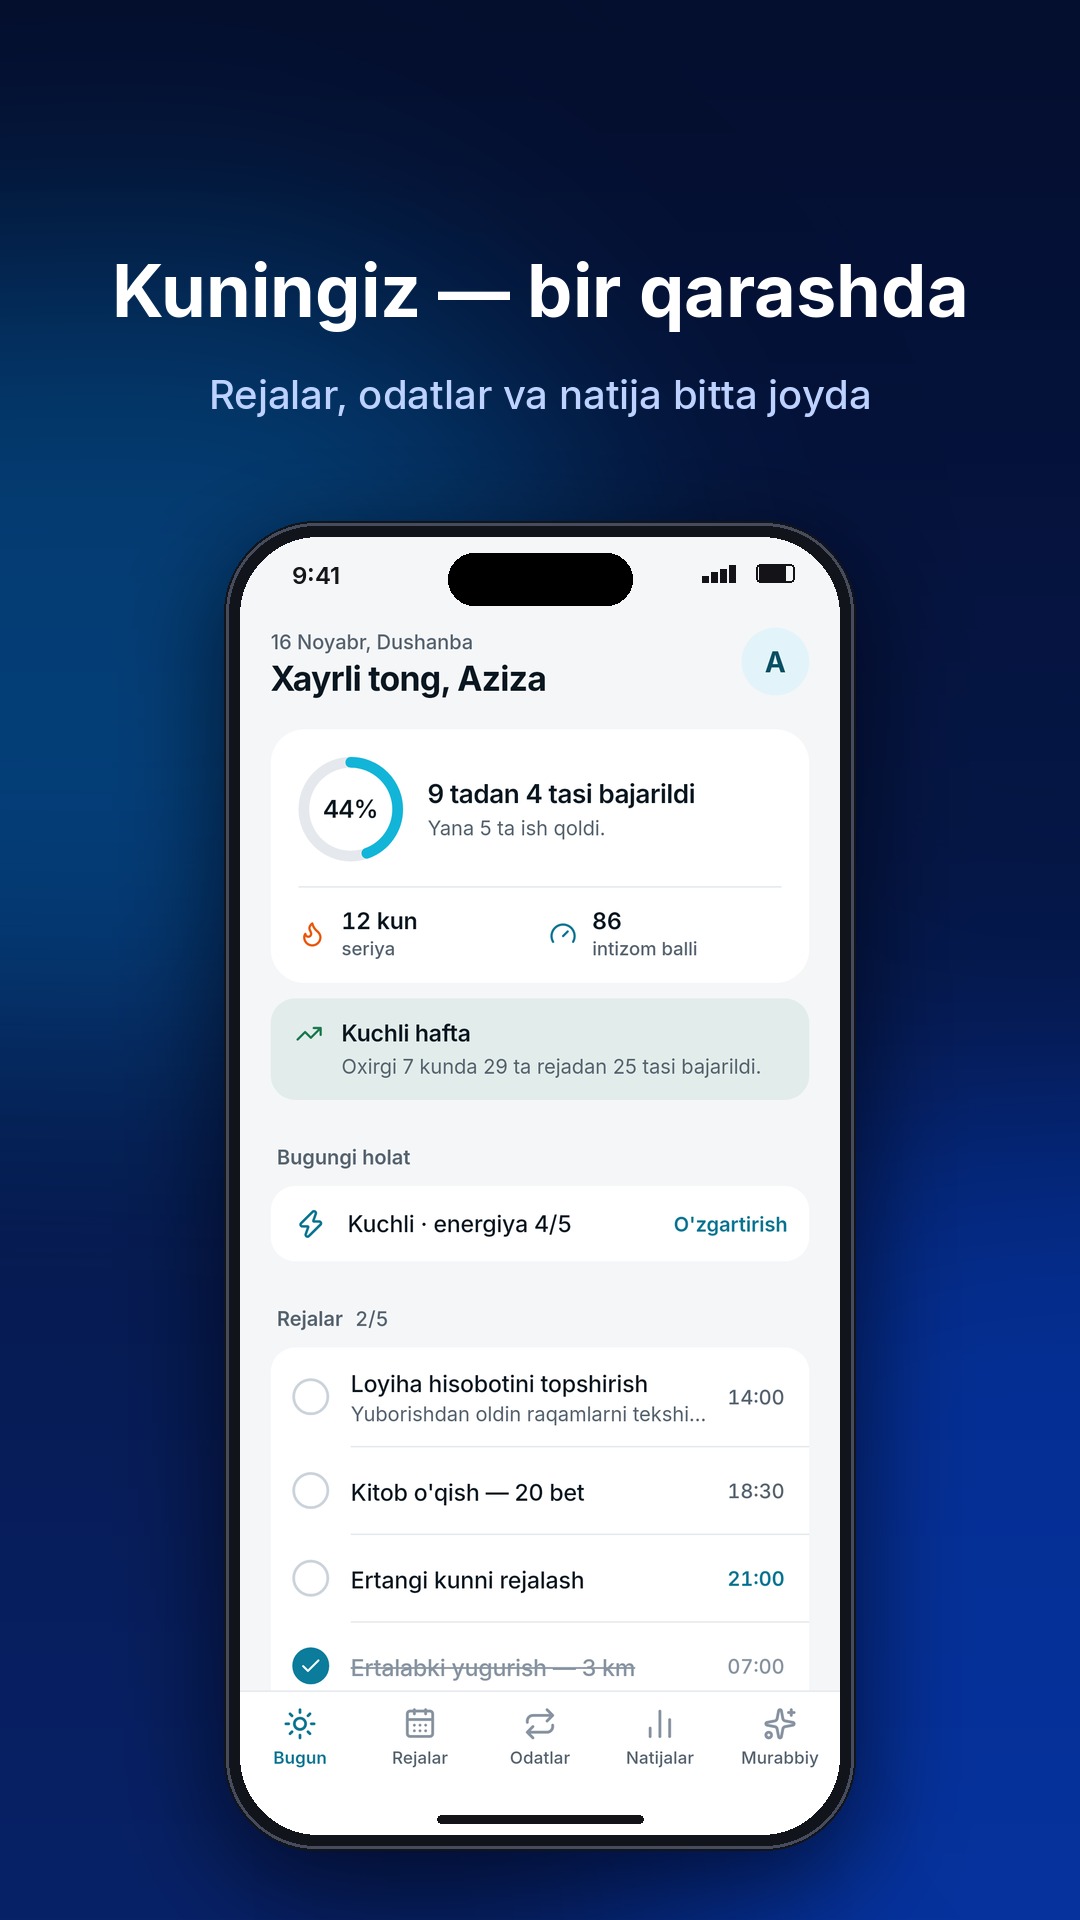 Kuningiz — bir qarashda
Rejalar, odatlar va natija bitta joyda
9:41
16 Noyabr, Dushanba
Xayrli tong, Aziza
A
44%
9 tadan 4 tasi bajarildi
Yana 5 ta ish qoldi.
12 kun
seriya
86
intizom balli
Kuchli hafta
Oxirgi 7 kunda 29 ta rejadan 25 tasi bajarildi.
Bugungi holat
Kuchli · energiya 4/5
O'zgartirish
Rejalar 2/5
Loyiha hisobotini topshirish
Yuborishdan oldin raqamlarni tekshi...
14:00
Kitob o'qish — 20 bet
18:30
Ertangi kunni rejalash
21:00
Ertalabki yugurish — 3 km
07:00
Bugun
Rejalar
Odatlar
Natijalar
Murabbiy